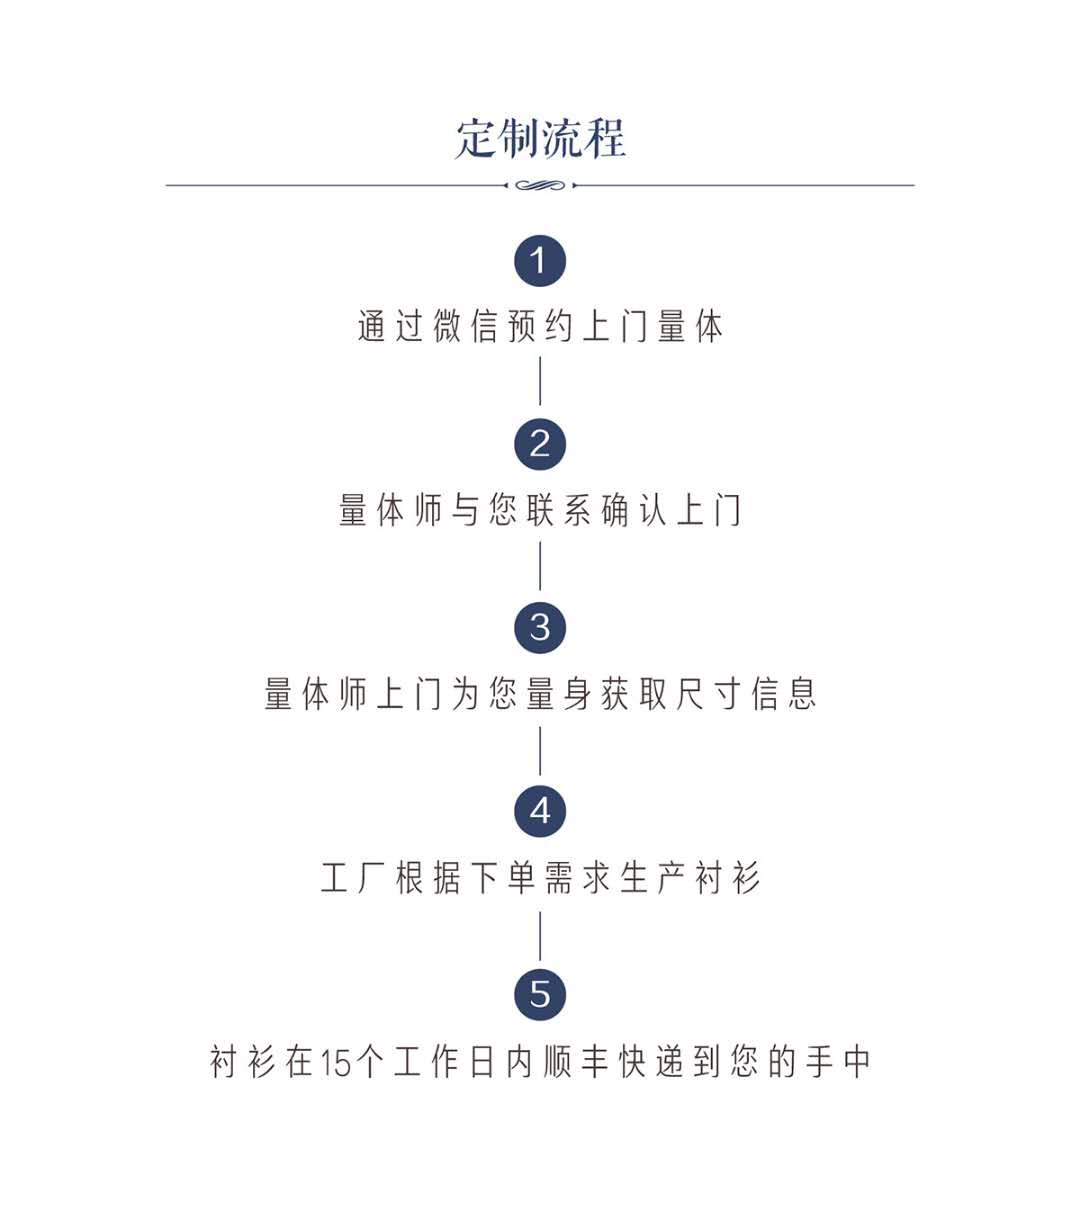 定制流程
1
通过微信预约上门量体
2
量体师与您联系确认上门
3
量体师上门为您量身获取尺寸信息
4
工厂根据下单需求生产衬衫
5
衬衫在15个工作日内顺丰快递到您的手中